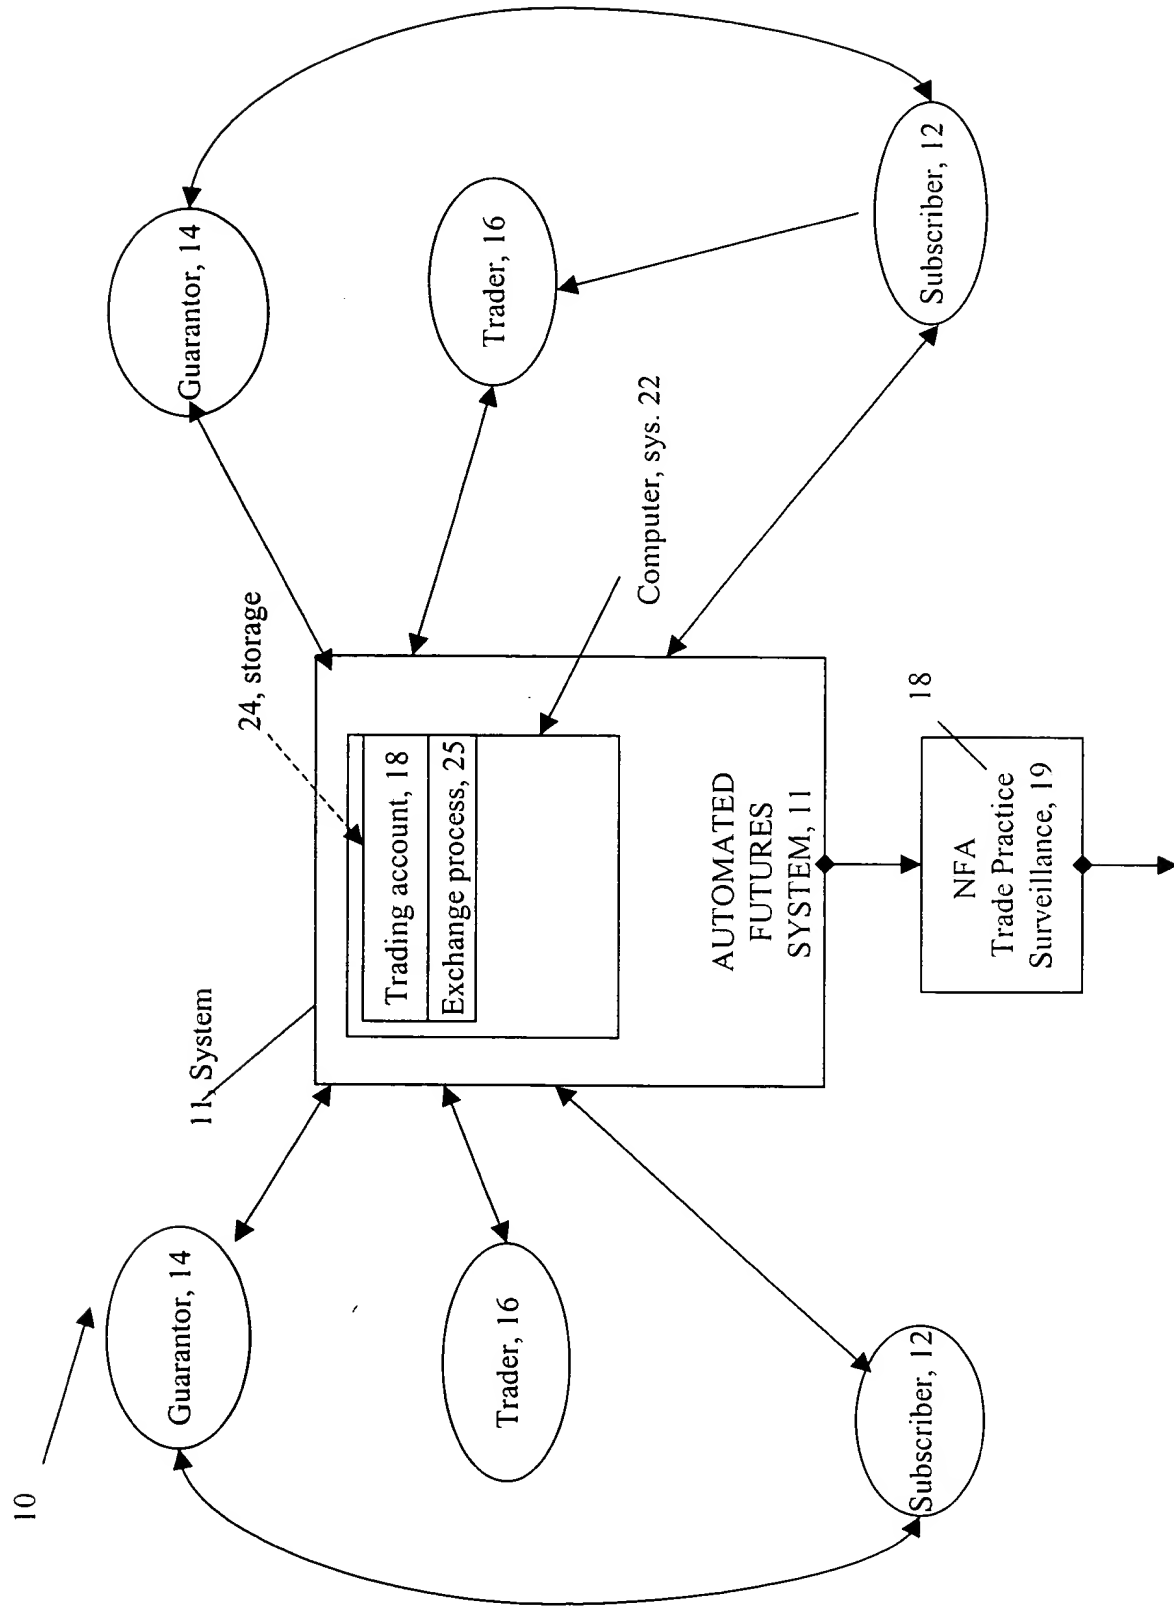 10
Guarantor, 14
11, System
24, storage
Guarantor, 14
Trader, 16
Trading account, 18
Exchange process, 25
Computer, sys. 22
Trader, 16
AUTOMATED
FUTURES
SYSTEM, 11
Subscriber, 12
NFA
Trade Practice
Surveillance, 19
18
Subscriber, 12